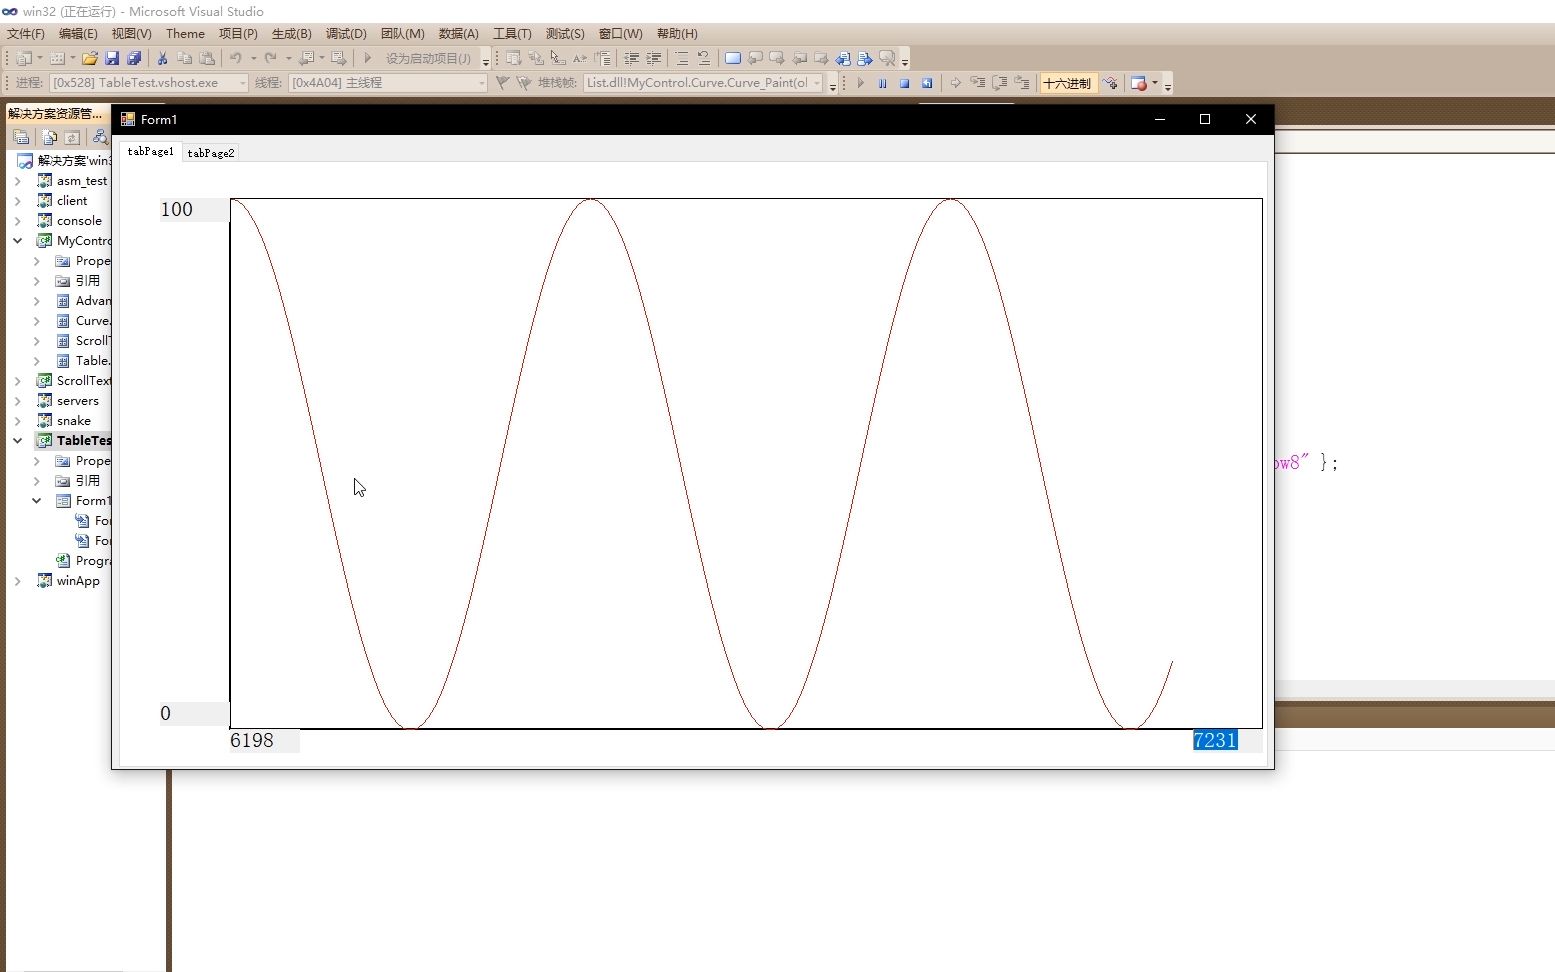 win32 (正在运行) - Microsoft Visual Studio
文件(F) 编辑(E) 视图(V) Theme 项目(P) 生成(B) 调试(D) 团队(M) 数据(A) 工具(T) 测试(S) 窗口(W) 帮助(H)
设为启动项目(J)
进程: [0x528] TableTest.vshost.exe 线程: [0x4A04] 主线程 堆栈帧: List.dll!MyControl.Curve.Curve_Paint(ol 十六进制
解决方案资源管...
解决方案'win3
asm_test
client
console
MyContro
Prope
引用
Advan
Curve.
ScrollT
Table.
ScrollText
servers
snake
TableTes
Prope
引用
Form1
For
For
Progra
winApp
Form1
tabPage1 tabPage2
100
0
6198 7231
ow8" };